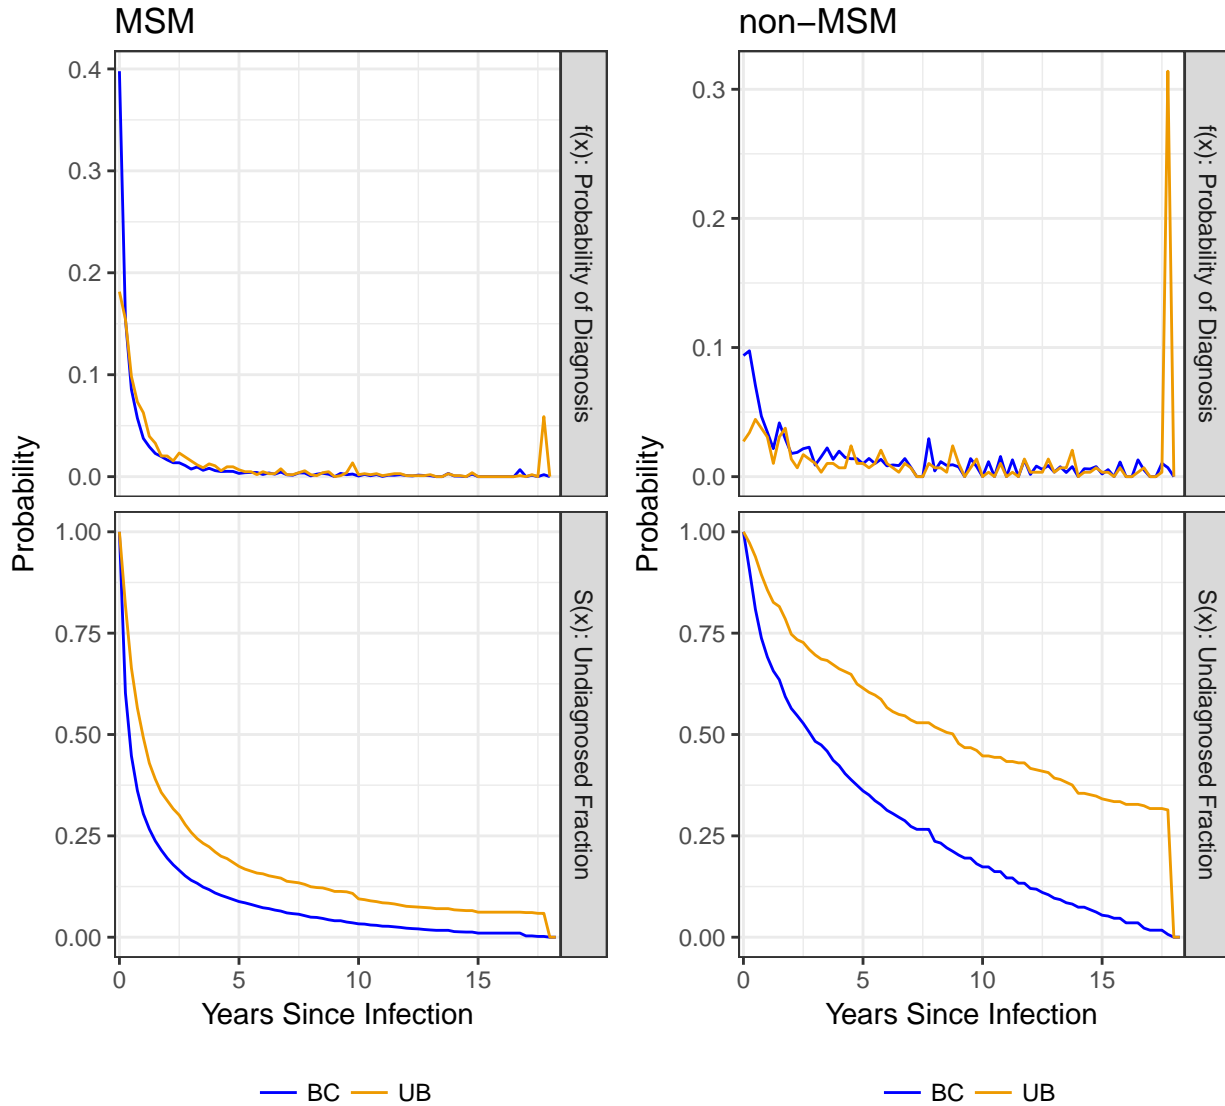 MSM
0.4
0.3
0.2
0.1
0.0
f(x): Probability of Diagnosis
1.00
0.75
0.50
0.25
0.00
S(x): Undiagnosed Fraction
Probability
0 5 10 15
Years Since Infection
BC UB
non−MSM
0.3
0.2
0.1
0.0
f(x): Probability of Diagnosis
1.00
0.75
0.50
0.25
0.00
S(x): Undiagnosed Fraction
Probability
0 5 10 15
Years Since Infection
BC UB